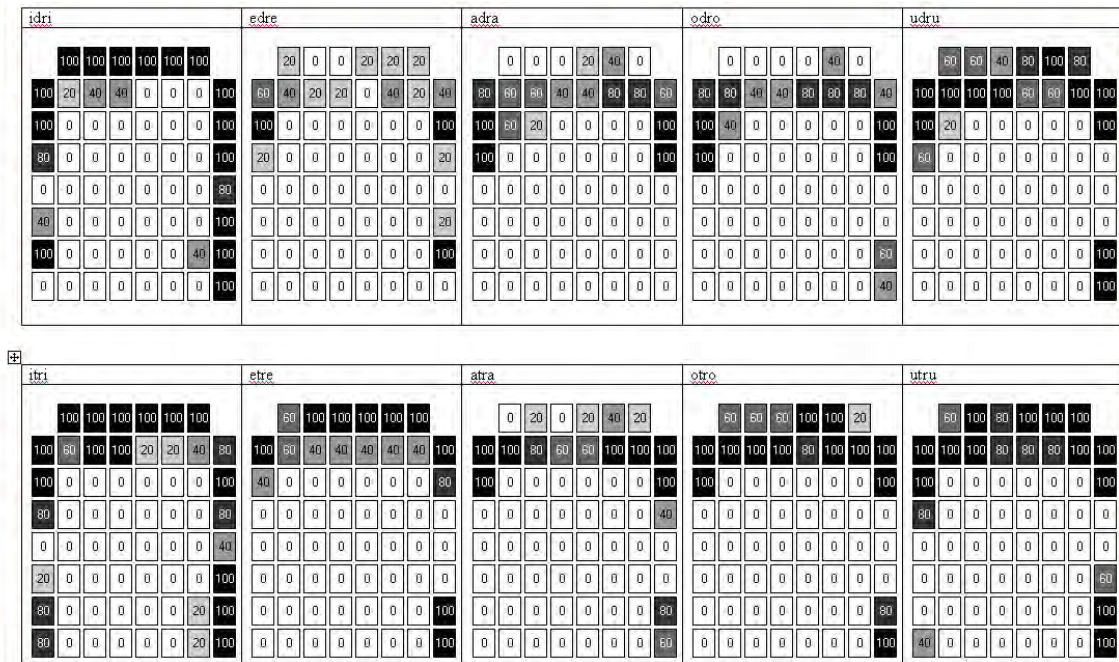 idri edre adra odro udru
100 100 100 100 100 100 20 0 0 20 20 20 0 0 0 20 40 0 0 0 0 0 40 0 60 60 40 80 100 80
100 20 40 40 0 0 0 100 60 40 20 20 0 40 20 40 80 60 60 40 40 80 80 60 80 80 40 40 80 80 80 40 100 100 100 100 60 60 100 100
100 0 0 0 0 0 0 100 100 0 0 0 0 0 0 100 100 60 20 0 0 0 0 100 100 40 0 0 0 0 0 100 100 20 0 0 0 0 0 100
80 0 0 0 0 0 0 100 20 0 0 0 0 0 0 20 100 0 0 0 0 0 0 100 100 0 0 0 0 0 0 100 60 0 0 0 0 0 0 100
0 0 0 0 0 0 0 80 0 0 0 0 0 0 0 0 0 0 0 0 0 0 0 0 0 0 0 0 0 0 0 0 0 0 0 0 0 0 0 0
40 0 0 0 0 0 0 100 0 0 0 0 0 0 0 20 0 0 0 0 0 0 0 0 0 0 0 0 0 0 0 0 0 0 0 0 0 0 0 0
100 0 0 0 0 0 40 100 0 0 0 0 0 0 0 100 0 0 0 0 0 0 0 0 0 0 0 0 0 0 0 60 0 0 0 0 0 0 0 100
0 0 0 0 0 0 0 100 0 0 0 0 0 0 0 0 0 0 0 0 0 0 0 0 0 0 0 0 0 0 0 40 0 0 0 0 0 0 0 100
itri etre atra otro utru
100 100 100 100 100 100 60 100 100 100 100 100 0 20 0 20 40 20 60 60 60 100 100 20 60 100 80 100 100 100
100 60 100 100 20 20 40 80 100 60 40 40 40 40 40 100 100 100 80 60 60 100 100 100 100 100 100 100 80 100 100 100 100 100 100 80 80 80 100 100
100 0 0 0 0 0 0 100 40 0 0 0 0 0 0 80 100 0 0 0 0 0 0 100 100 0 0 0 0 0 0 100 100 0 0 0 0 0 0 100
80 0 0 0 0 0 0 80 0 0 0 0 0 0 0 0 0 0 0 0 0 0 0 40 0 0 0 0 0 0 0 0 80 0 0 0 0 0 0 0
0 0 0 0 0 0 0 40 0 0 0 0 0 0 0 0 0 0 0 0 0 0 0 0 0 0 0 0 0 0 0 0 0 0 0 0 0 0 0 0
20 0 0 0 0 0 0 100 0 0 0 0 0 0 0 0 0 0 0 0 0 0 0 0 0 0 0 0 0 0 0 0 0 0 0 0 0 0 0 60
80 0 0 0 0 0 20 100 0 0 0 0 0 0 0 100 0 0 0 0 0 0 0 80 0 0 0 0 0 0 0 80 0 0 0 0 0 0 0 100
80 0 0 0 0 0 20 100 0 0 0 0 0 0 0 100 0 0 0 0 0 0 0 60 0 0 0 0 0 0 0 100 40 0 0 0 0 0 0 100